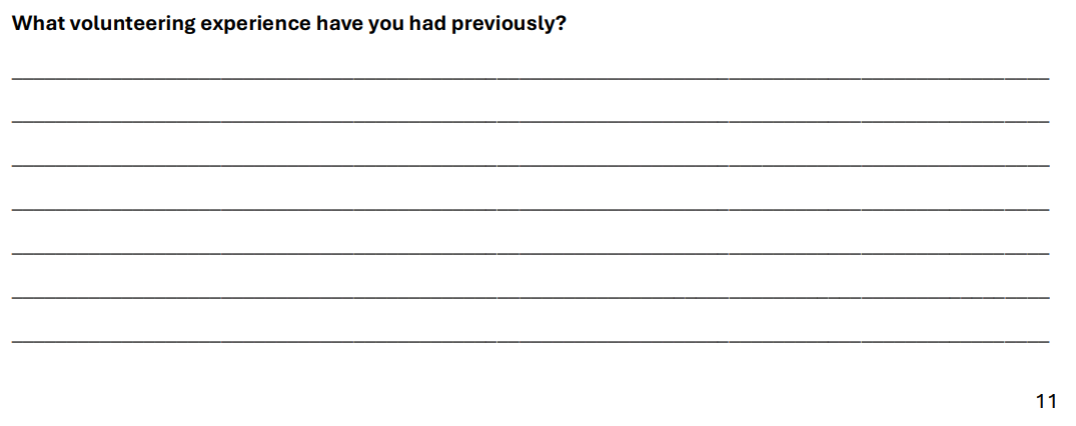 What volunteering experience have you had previously?
11